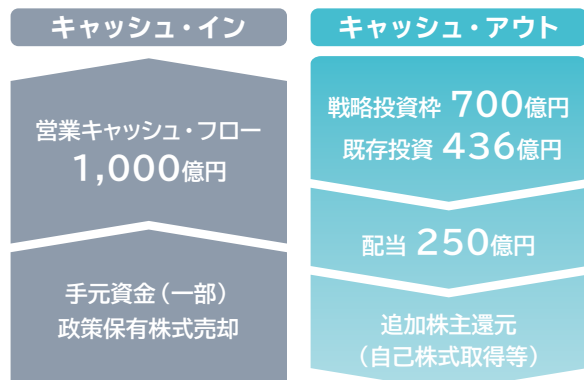 キャッシュ・イン
営業キャッシュ・フロー
1,000億円
手元資金（一部）
政策保有株式売却
キャッシュ・アウト
戦略投資枠 700億円
既存投資 436億円
配当 250億円
追加株主還元
（自己株式取得等）